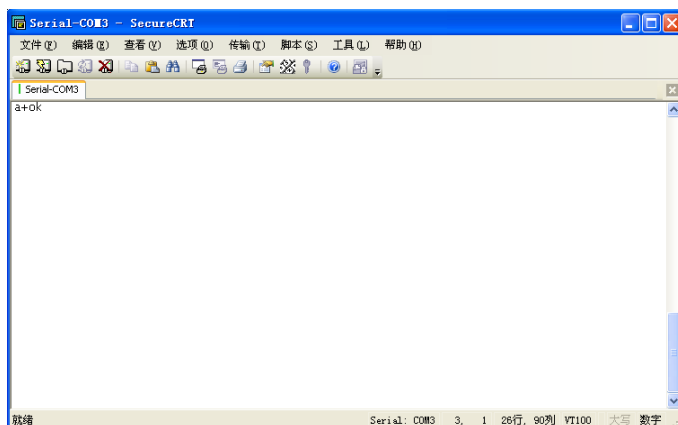 Serial-COM3 - SecureCRT
文件(F) 编辑(E) 查看(V) 选项(O) 传输(T) 脚本(S) 工具(L) 帮助(H)
Serial-COM3
a+ok
就绪 Serial: COM3 3, 1 26行, 90列 VT100 大写 数字